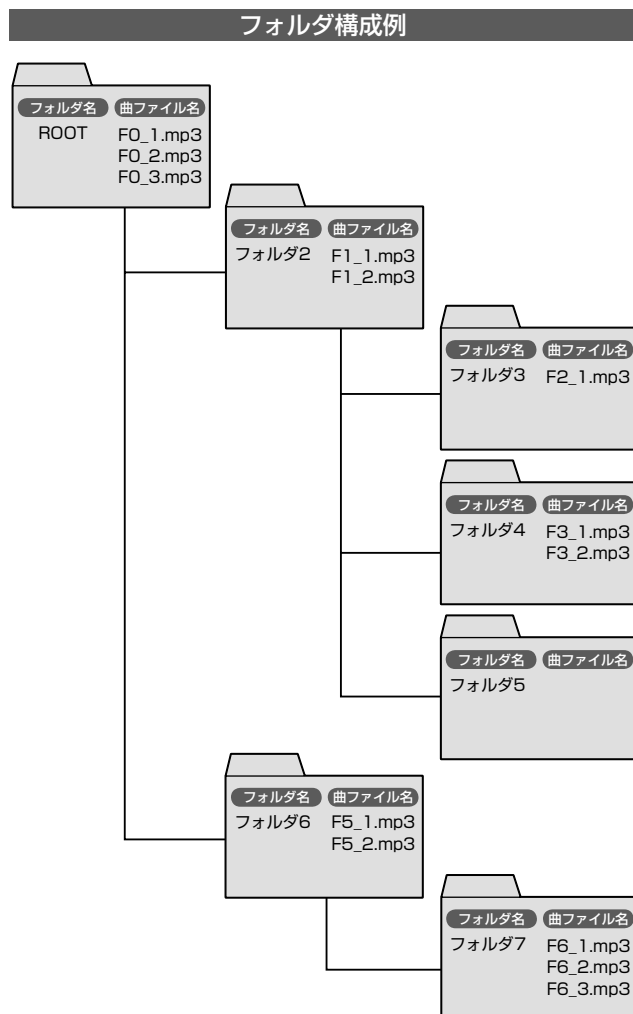 フォルダ構成例
フォルダ名 曲ファイル名
ROOT F0_1.mp3
F0_2.mp3
F0_3.mp3
フォルダ名 曲ファイル名
フォルダ2 F1_1.mp3
F1_2.mp3
フォルダ名 曲ファイル名
フォルダ3 F2_1.mp3
フォルダ名 曲ファイル名
フォルダ4 F3_1.mp3
F3_2.mp3
フォルダ名 曲ファイル名
フォルダ5
フォルダ名 曲ファイル名
フォルダ6 F5_1.mp3
F5_2.mp3
フォルダ名 曲ファイル名
フォルダ7 F6_1.mp3
F6_2.mp3
F6_3.mp3